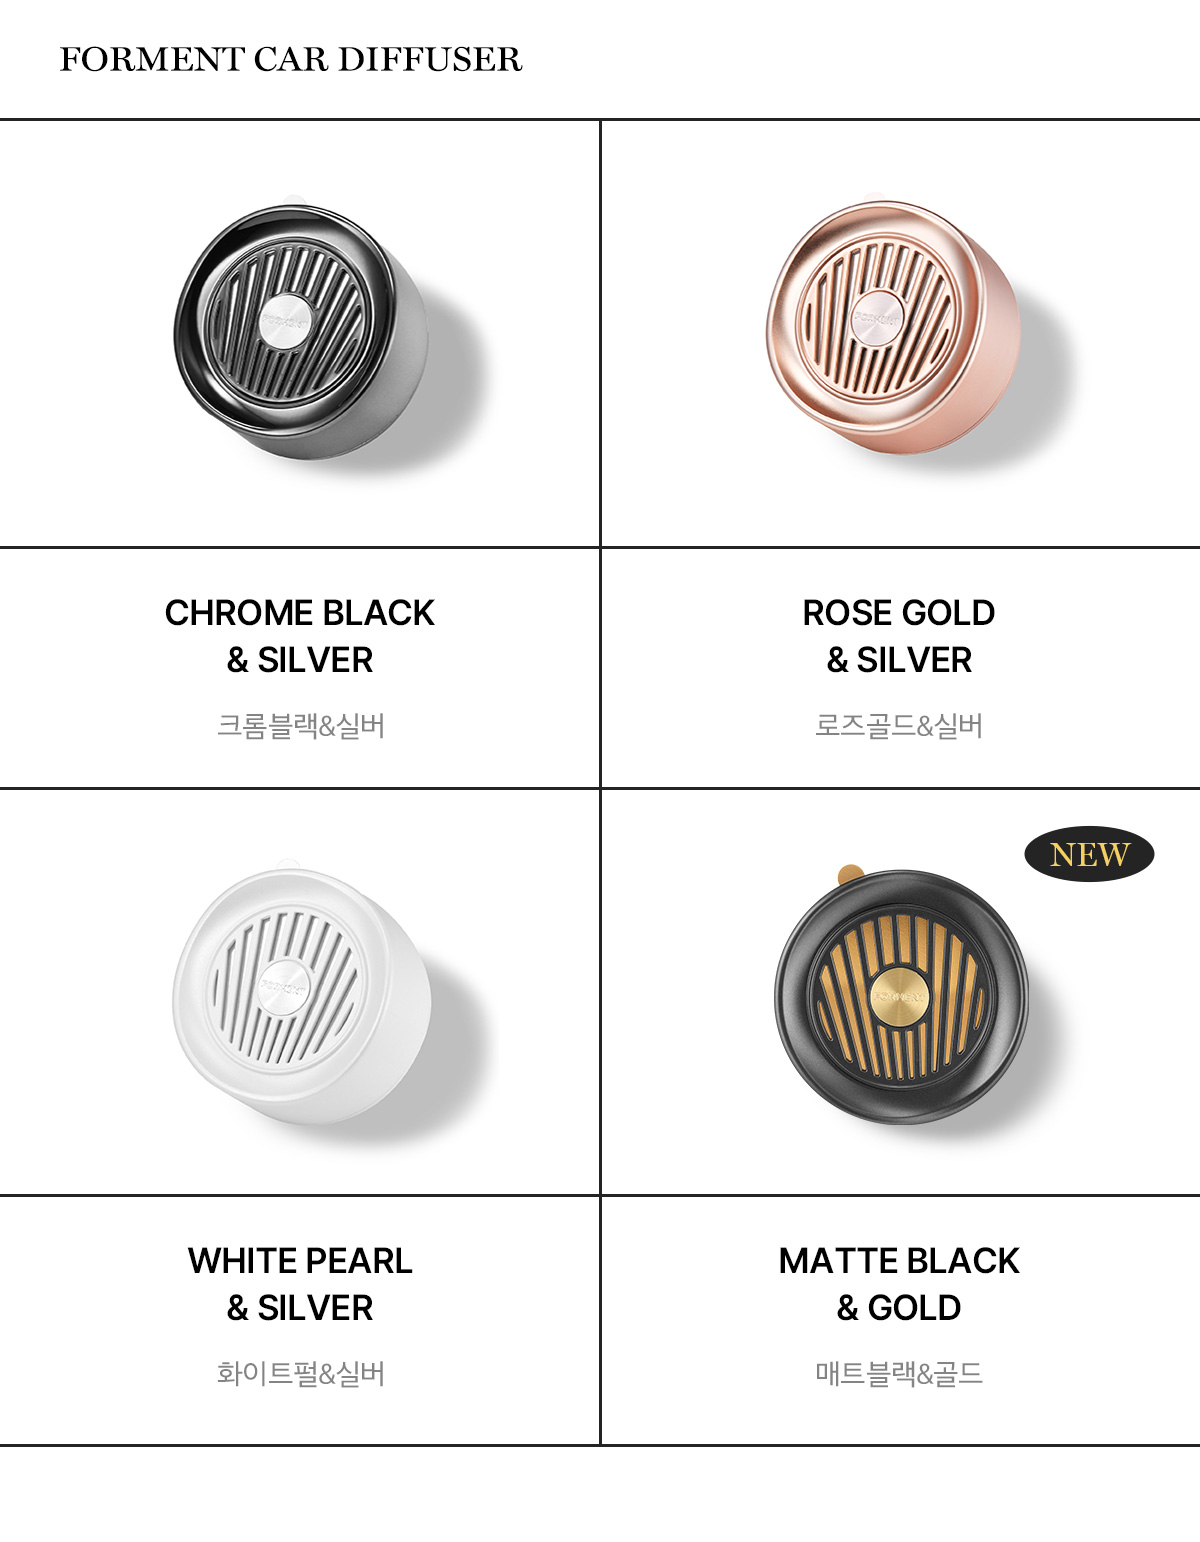 FORMENT CAR DIFFUSER
CHROME BLACK
& SILVER
크롬블랙&실버
ROSE GOLD
& SILVER
로즈골드&실버
NEW
WHITE PEARL
& SILVER
화이트펄&실버
MATTE BLACK
& GOLD
매트블랙&골드